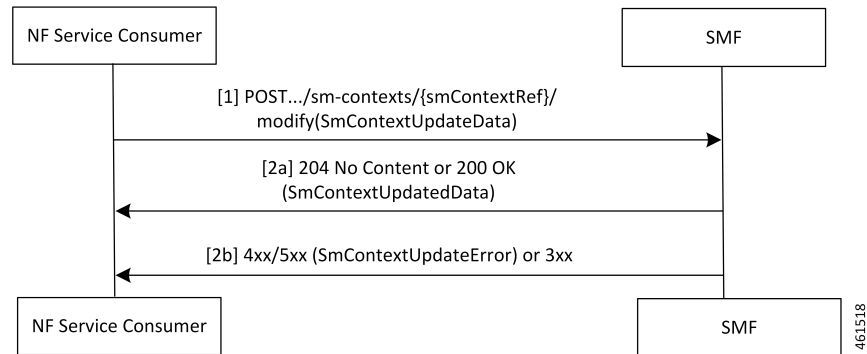 NF Service Consumer
SMF
[1] POST.../sm-contexts/{smContextRef}/
modify(SmContextUpdateData)
[2a] 204 No Content or 200 OK
(SmContextUpdatedData)
[2b] 4xx/5xx (SmContextUpdateError) or 3xx
NF Service Consumer
SMF
461518